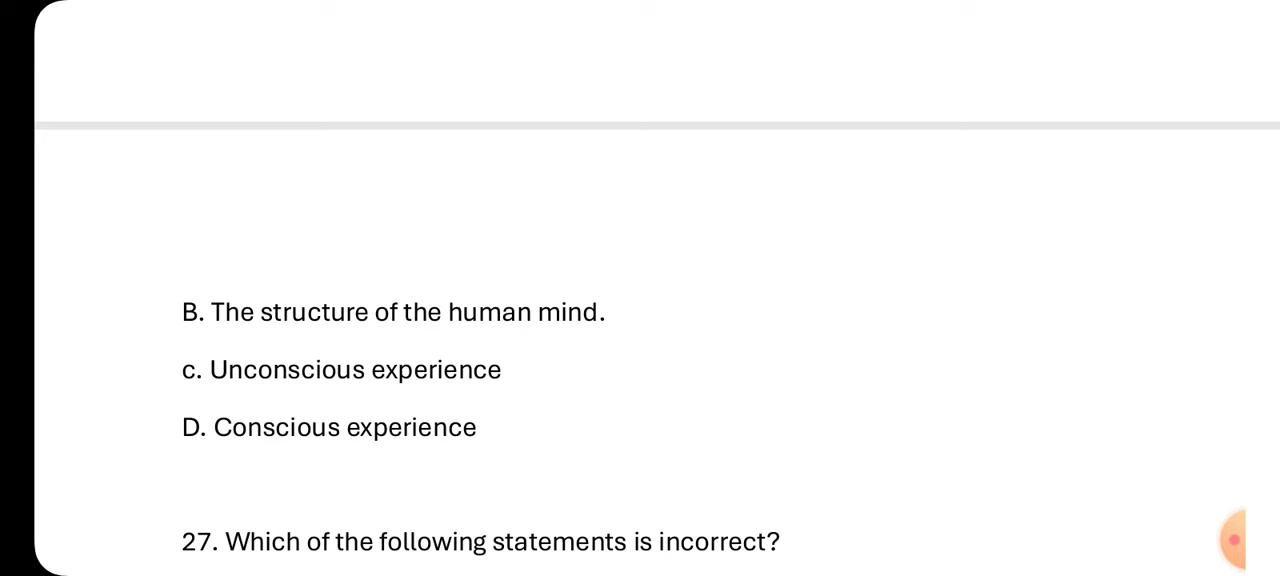 B. The structure of the human mind.
c. Unconscious experience
D. Conscious experience
27. Which of the following statements is incorrect?